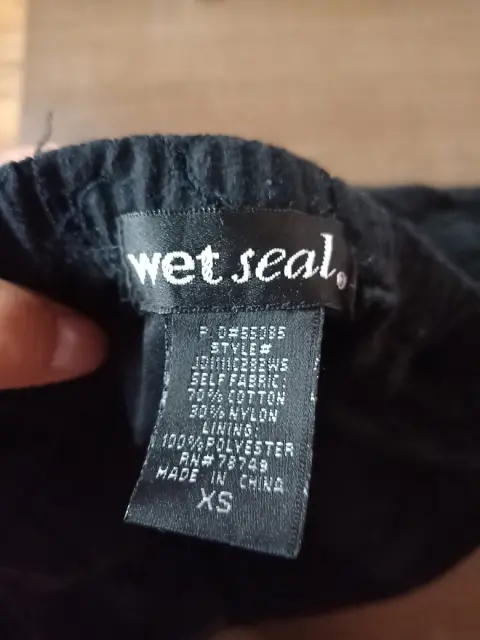 wet seal®
P.O#55085
STYLE#
SELF FABRIC:
70% COTTON
30% NYLON
LINING:
100% POLYESTER
RN# 78749
MADE IN CHINA
XS